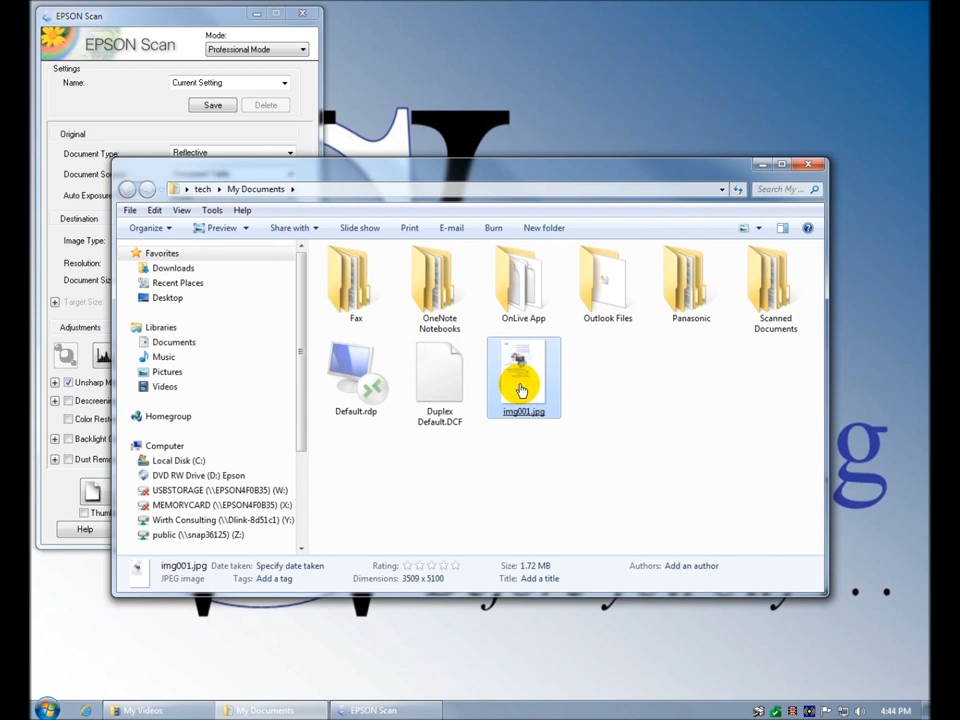 EPSON Scan
EPSON Scan
Mode:
Professional Mode
Settings
Name:
Current Setting
Save
Delete
Original
Document Type:
Reflective
Document Sou
Auto Exposure
Destination
Image Type:
Resolution:
Document Siz
Target Size:
Adjustments
Unsharp M
Descreening
Color Resto
Backlight C
Dust Remo
Thumb
Help
tech
My Documents
Search My ...
File
Edit
View
Tools
Help
Organize
Preview
Share with
Slide show
Print
E-mail
Burn
New folder
Favorites
Downloads
Recent Places
Desktop
Libraries
Documents
Music
Pictures
Videos
Homegroup
Computer
Local Disk (C:)
DVD RW Drive (D:) Epson
USBSTORAGE (\\EPSON4F0B35) (W:)
MEMORYCARD (\\EPSON4F0B35) (X:)
Wirth Consulting (\\Dlink-8d51c1) (Y:)
public (\\snap36125) (Z:)
Fax
OneNote
Notebooks
OnLive App
Outlook Files
Panasonic
Scanned
Documents
Default.rdp
Duplex
Default.DCF
img001.jpg
img001.jpg
JPEG image
Date taken: Specify date taken
Tags: Add a tag
Rating:
Dimensions: 3509 x 5100
Size: 1.72 MB
Title: Add a title
Authors: Add an author
g
My Videos
My Documents
EPSON Scan
4:44 PM